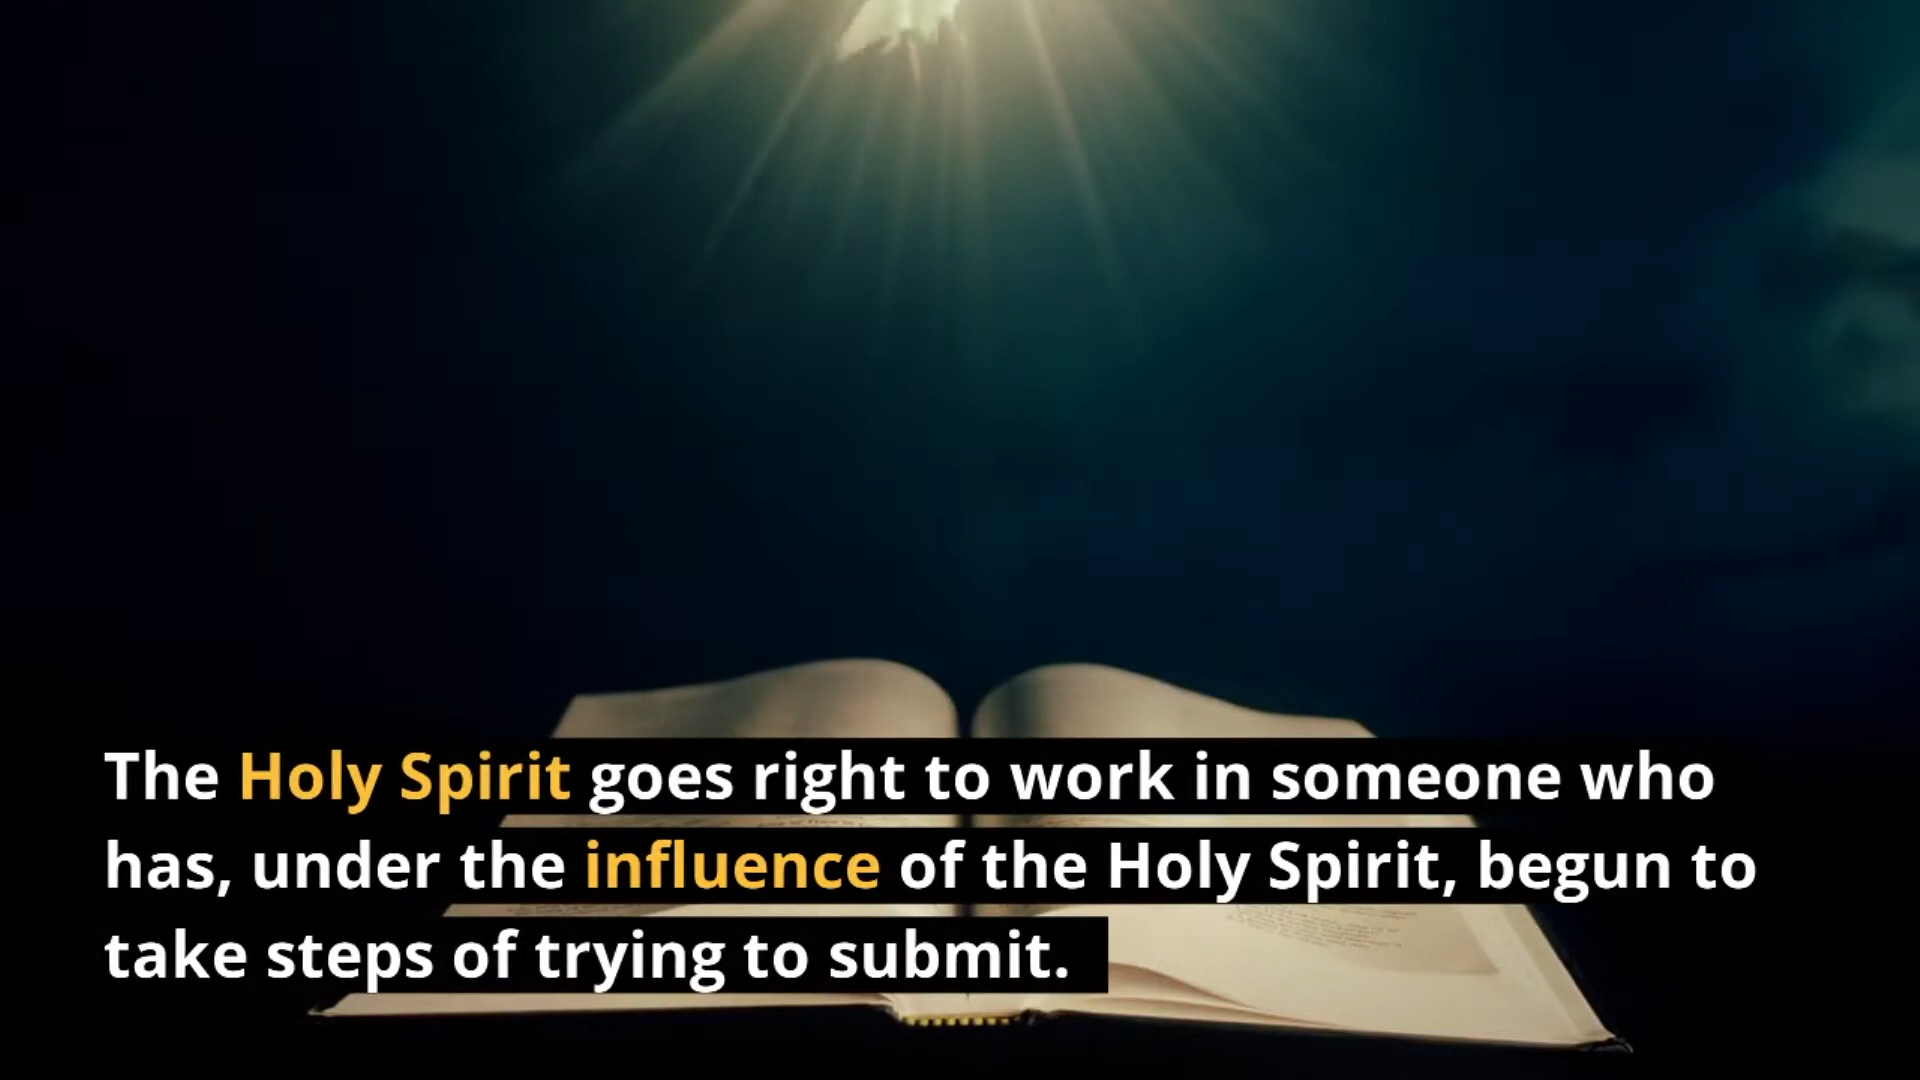 The Holy Spirit goes right to work in someone who
has, under the influence of the Holy Spirit, begun to
take steps of trying to submit.